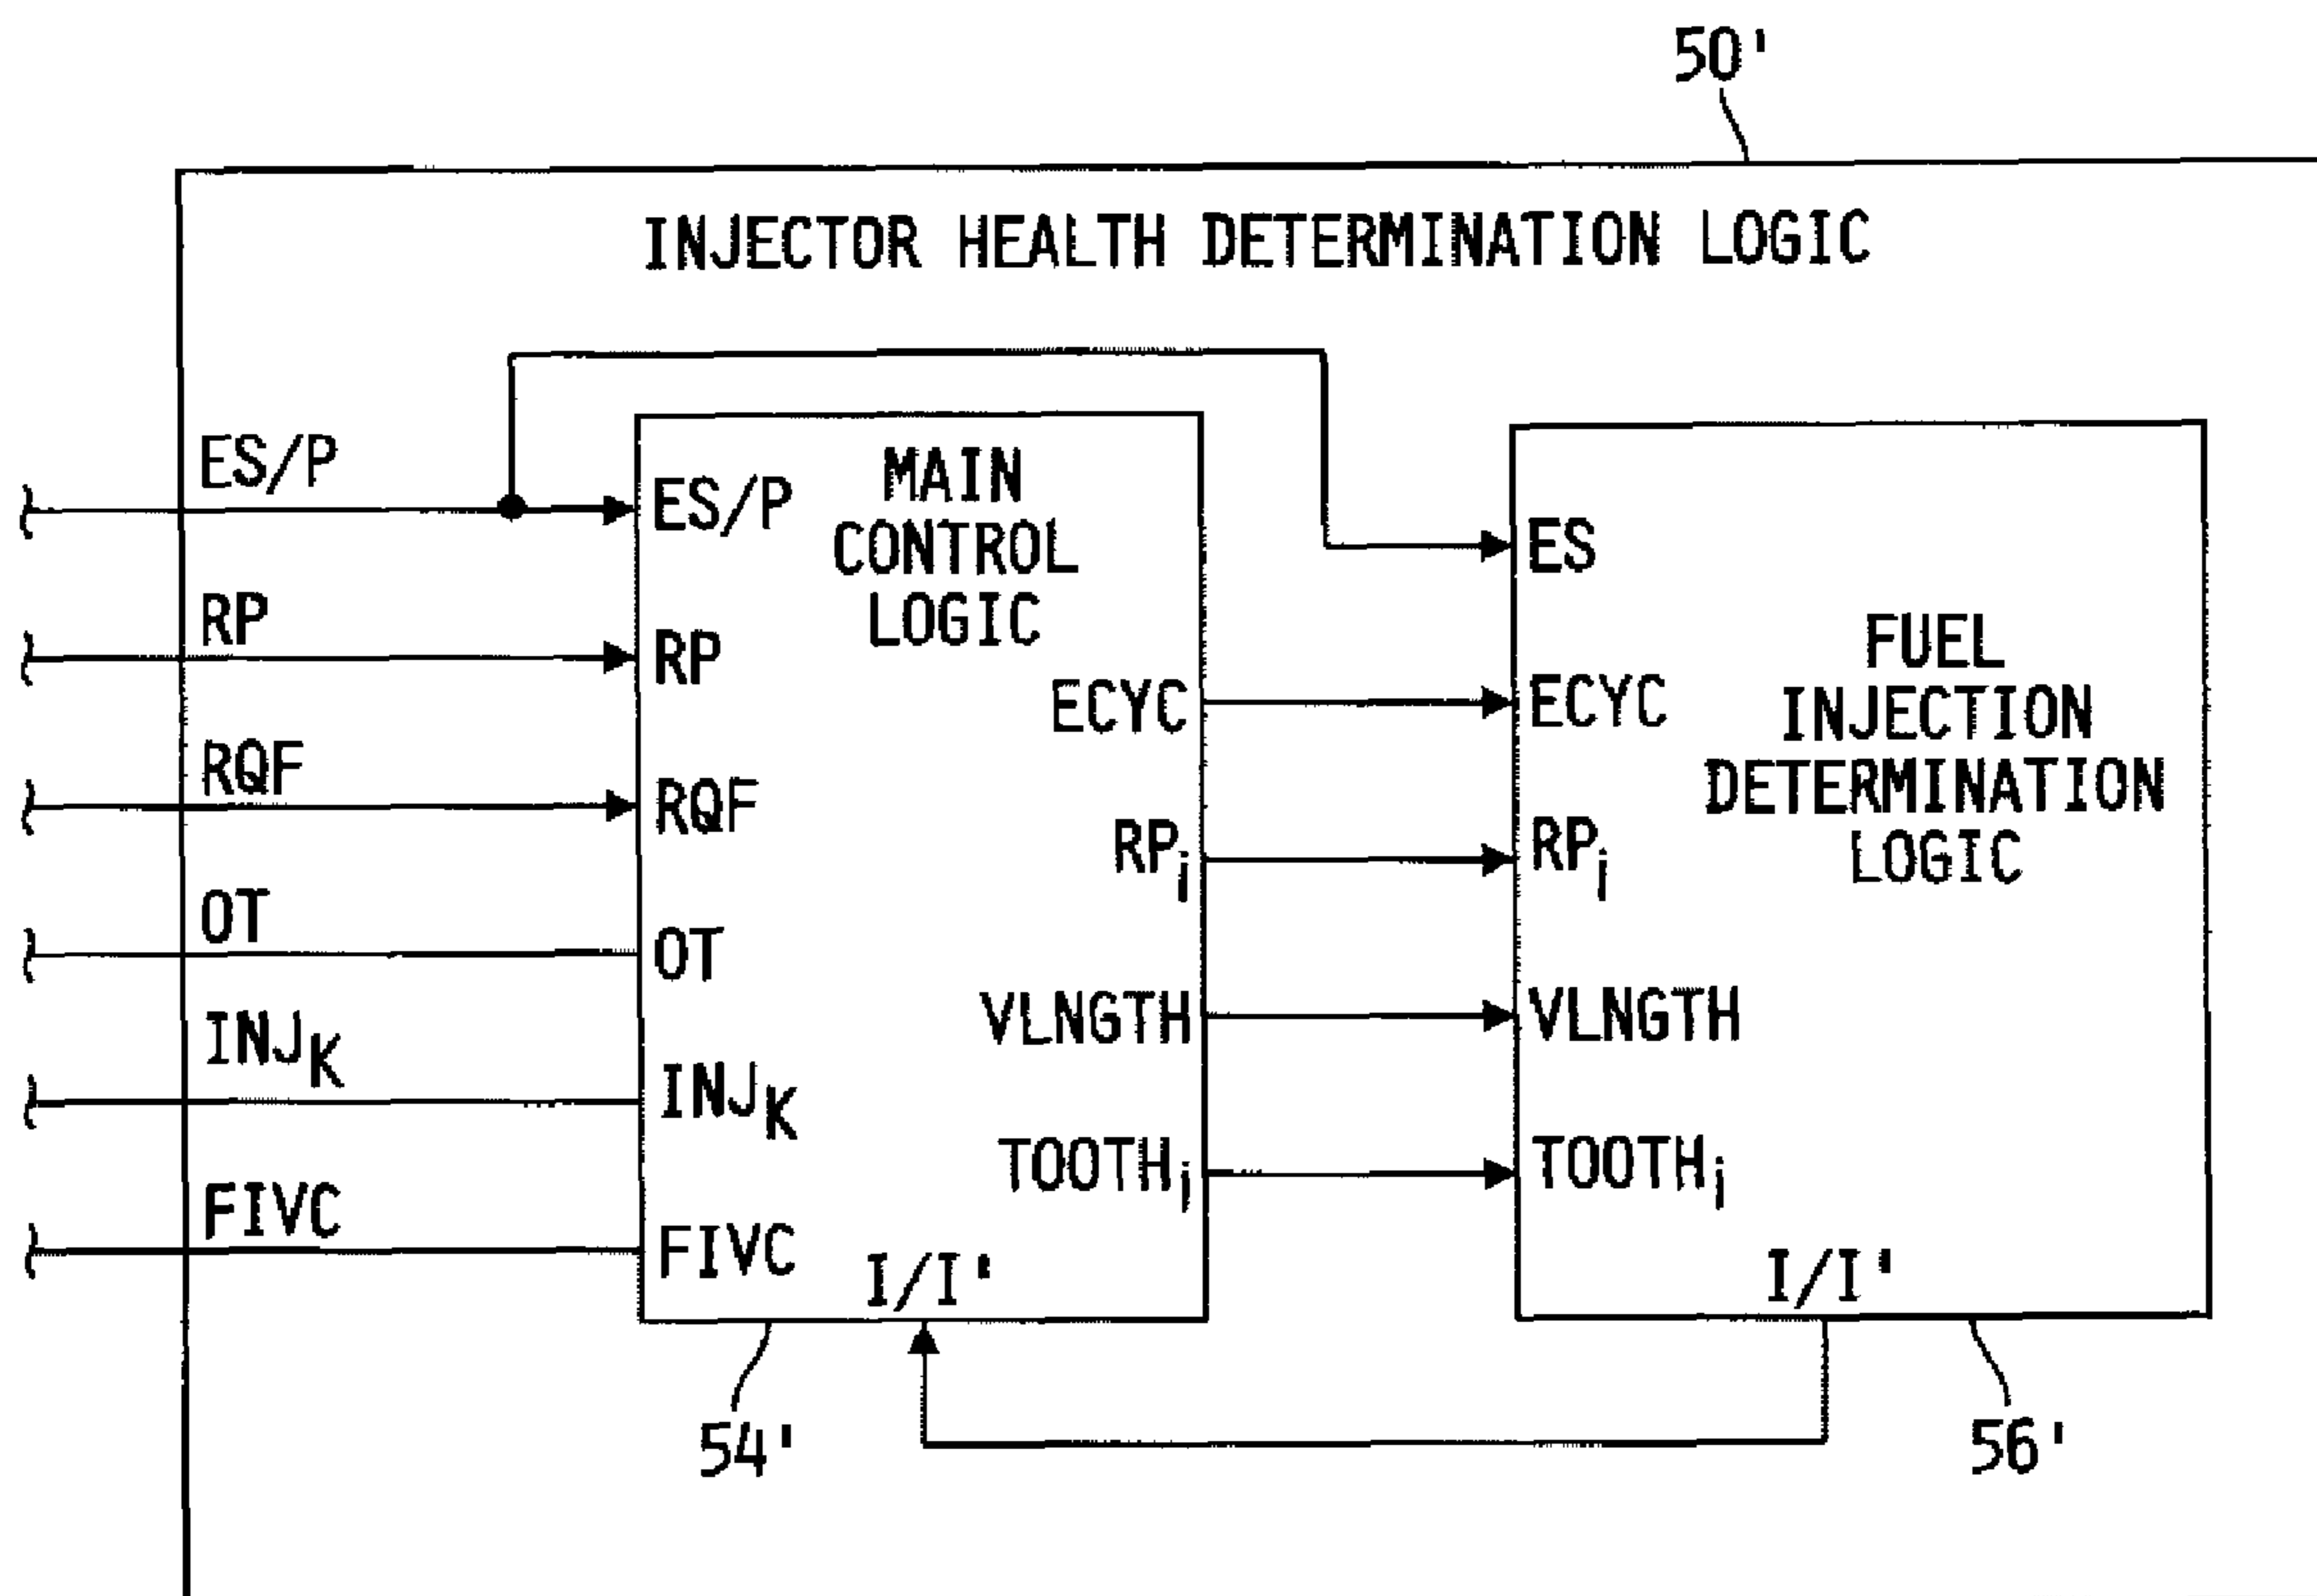 50'
INJECTOR HEALTH DETERMINATION LOGIC
ES/P
RP
RQF
OT
INJK
FIVC
MAIN
CONTROL
LOGIC
ES/P
RP
RQF
OT
INJK
FIVC
ECYC
RPi
VLNGTH
TOOTHi
I/I'
54'
FUEL
INJECTION
DETERMINATION
LOGIC
ES
ECYC
RPi
VLNGTH
TOOTHi
I/I'
56'